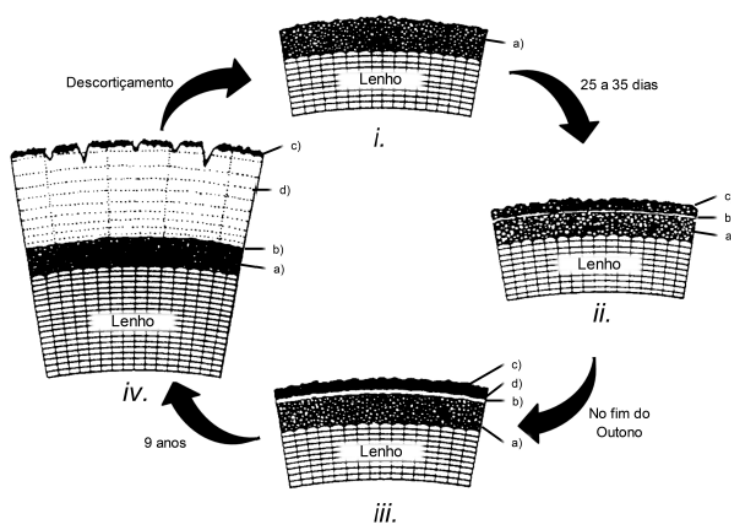 a)
Lenho
i.
Descortiçamento
25 a 35 dias
c)
d)
b)
a)
Lenho
iv.
c
b
a
Lenho
ii.
No fim do
Outono
c)
d)
b)
a)
Lenho
iii.
9 anos